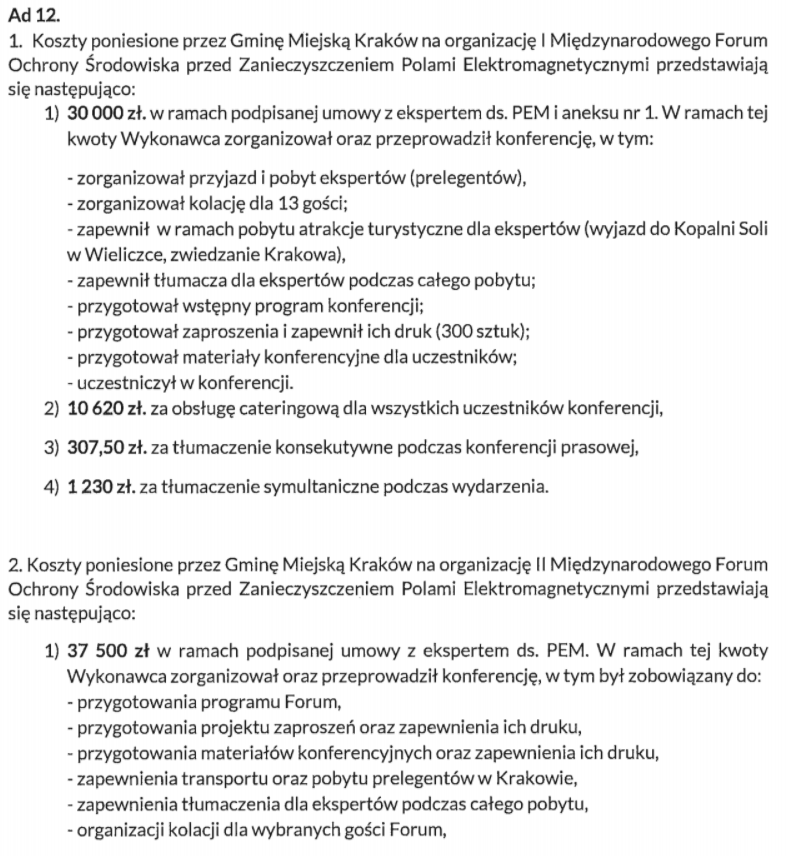 Ad 12.
1. Koszty poniesione przez Gminę Miejską Kraków na organizację I Międzynarodowego Forum
Ochrony Środowiska przed Zanieczyszczeniem Polami Elektromagnetycznymi przedstawiają
się następująco:
1) 30 000 zł. w ramach podpisanej umowy z ekspertem ds. PEM i aneksu nr 1. W ramach tej
kwoty Wykonawca zorganizował oraz przeprowadził konferencję, w tym:
- zorganizował przyjazd i pobyt ekspertów (prelegentów),
- zorganizował kolację dla 13 gości;
- zapewnił w ramach pobytu atrakcje turystyczne dla ekspertów (wyjazd do Kopalni Soli
w Wieliczce, zwiedzanie Krakowa),
- zapewnił tłumacza dla ekspertów podczas całego pobytu;
- przygotował wstępny program konferencji;
- przygotował zaproszenia i zapewnił ich druk (300 sztuk);
- przygotował materiały konferencyjne dla uczestników;
- uczestniczył w konferencji.
2) 10 620 zł. za obsługę cateringową dla wszystkich uczestników konferencji,
3) 307,50 zł. za tłumaczenie konsekutywne podczas konferencji prasowej,
4) 1 230 zł. za tłumaczenie symultaniczne podczas wydarzenia.
2. Koszty poniesione przez Gminę Miejską Kraków na organizację II Międzynarodowego Forum
Ochrony Środowiska przed Zanieczyszczeniem Polami Elektromagnetycznymi przedstawiają
się następująco:
1) 37 500 zł w ramach podpisanej umowy z ekspertem ds. PEM. W ramach tej kwoty
Wykonawca zorganizował oraz przeprowadził konferencję, w tym był zobowiązany do:
- przygotowania programu Forum,
- przygotowania projektu zaproszeń oraz zapewnienia ich druku,
- przygotowania materiałów konferencyjnych oraz zapewnienia ich druku,
- zapewnienia transportu oraz pobytu prelegentów w Krakowie,
- zapewnienia tłumaczenia dla ekspertów podczas całego pobytu,
- organizacji kolacji dla wybranych gości Forum,